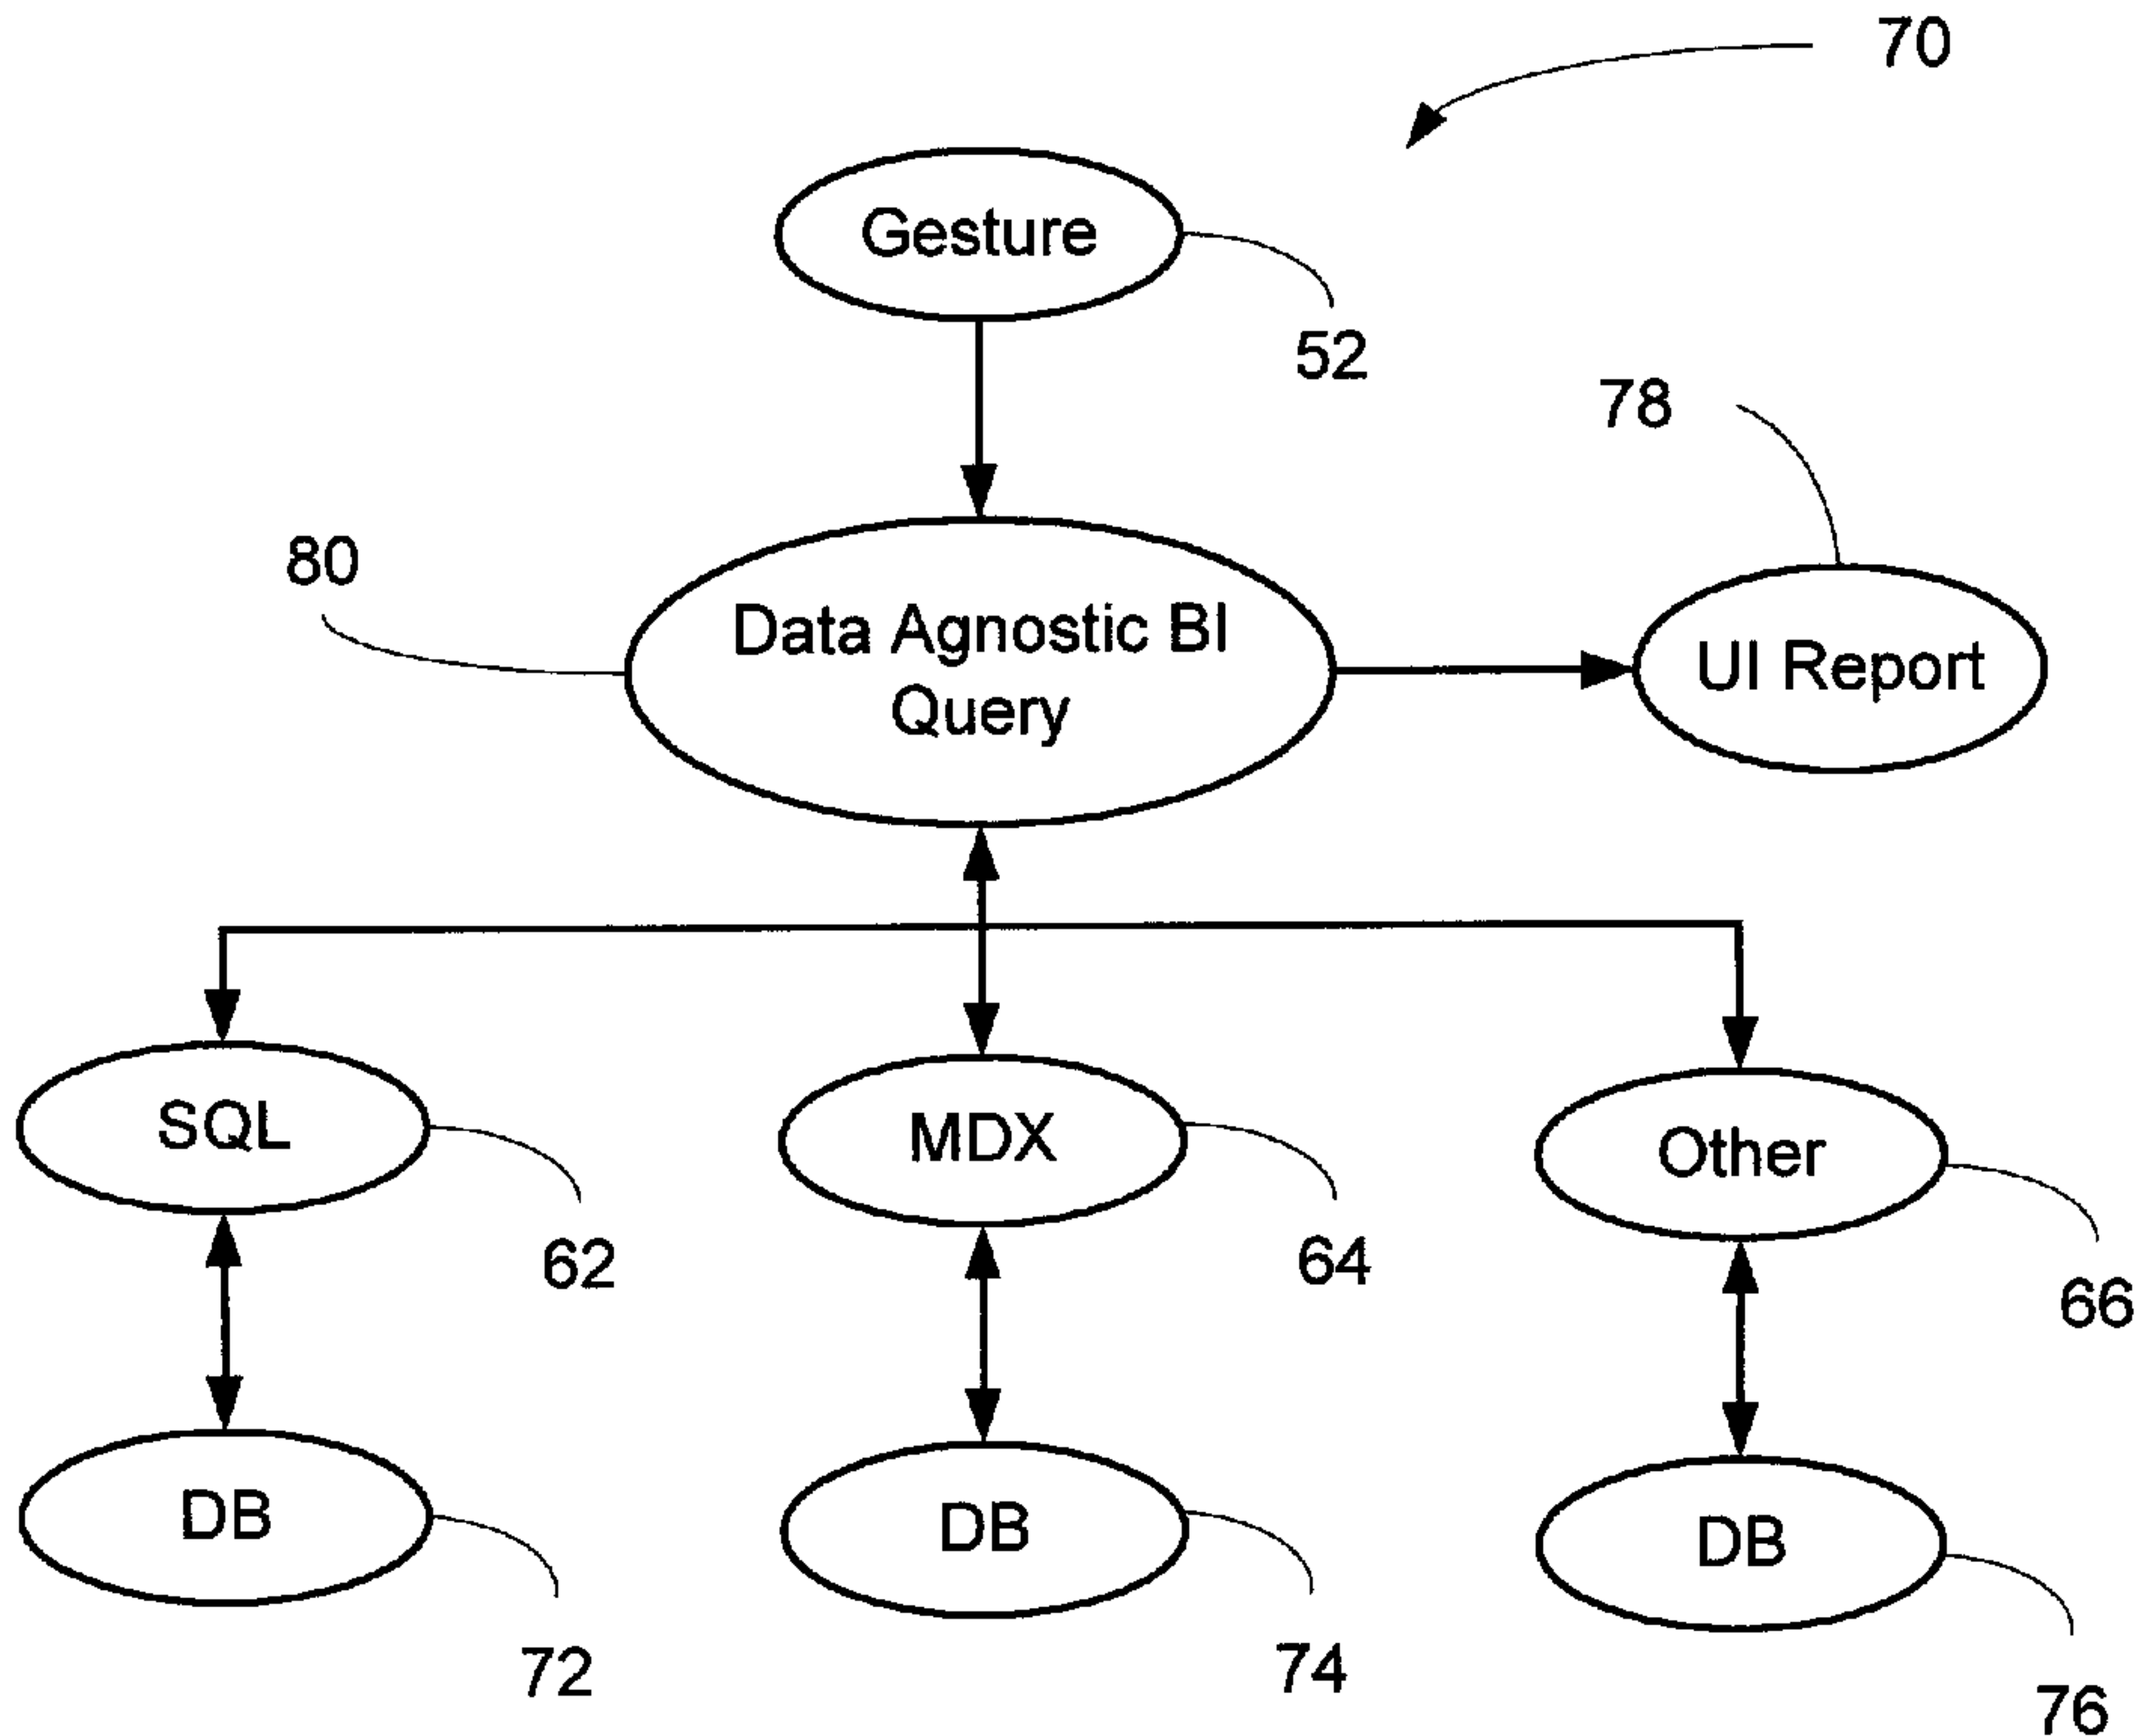 70
Gesture
52
78
80
Data Agnostic BI
Query
UI Report
SQL
MDX
Other
62
64
66
DB
DB
DB
72
74
76